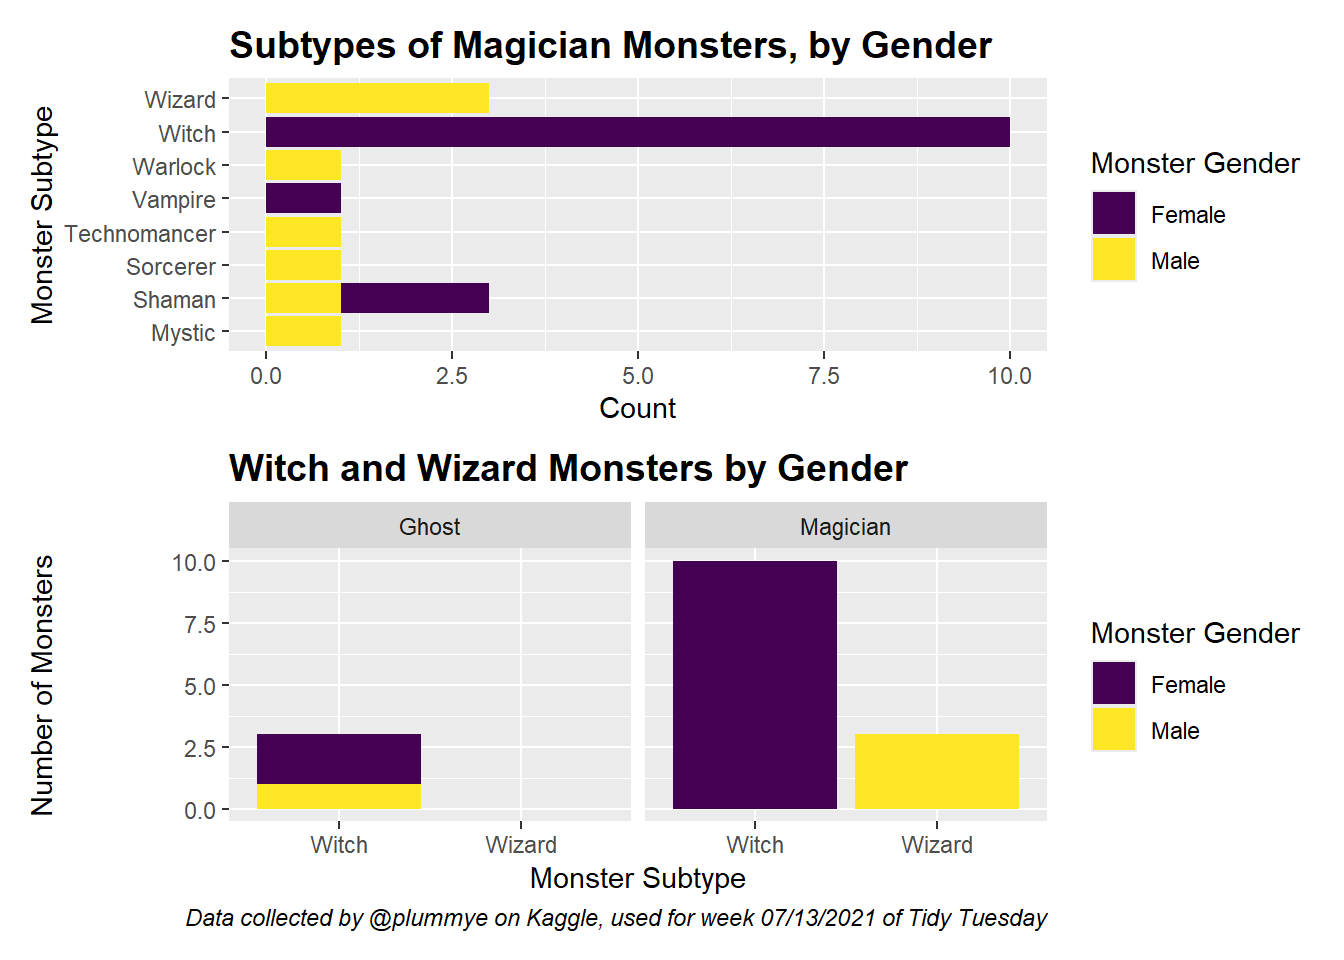 Subtypes of Magician Monsters, by Gender
Monster Subtype
Wizard
Witch
Warlock
Vampire
Technomancer
Sorcerer
Shaman
Mystic
0.0 2.5 5.0 7.5 10.0
Count
Monster Gender
Female
Male
Witch and Wizard Monsters by Gender
Ghost Magician
Number of Monsters
10.0
7.5
5.0
2.5
0.0
Witch Wizard Witch Wizard
Monster Subtype
Monster Gender
Female
Male
Data collected by @plummye on Kaggle, used for week 07/13/2021 of Tidy Tuesday